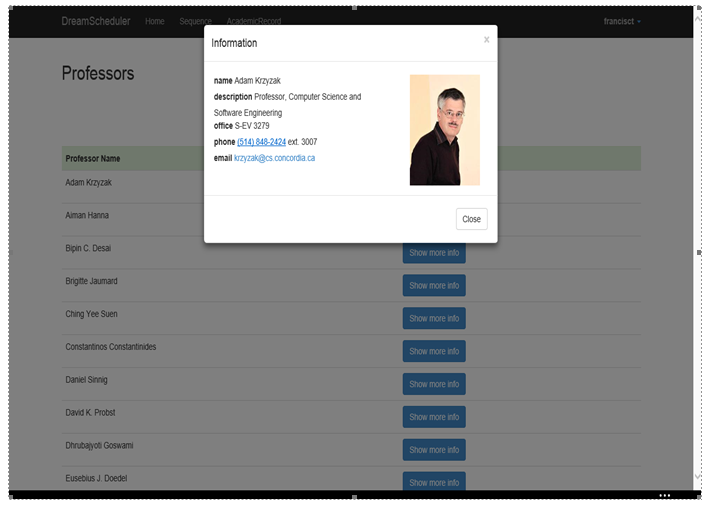 DreamScheduler Home Sequence AcademicRecord francisct
Information x
Professors
name Adam Krzyzak
description Professor, Computer Science and
Software Engineering
office S-EV 3279
phone (514) 848-2424 ext. 3007
email krzyzak@cs.concordia.ca
Close
Professor Name
Adam Krzyzak
Aiman Hanna
Bipin C. Desai Show more info
Brigitte Jaumard Show more info
Ching Yee Suen Show more info
Constantinos Constantinides Show more info
Daniel Sinnig Show more info
David K. Probst Show more info
Dhrubajyoti Goswami Show more info
Eusebius J. Doedel Show more info